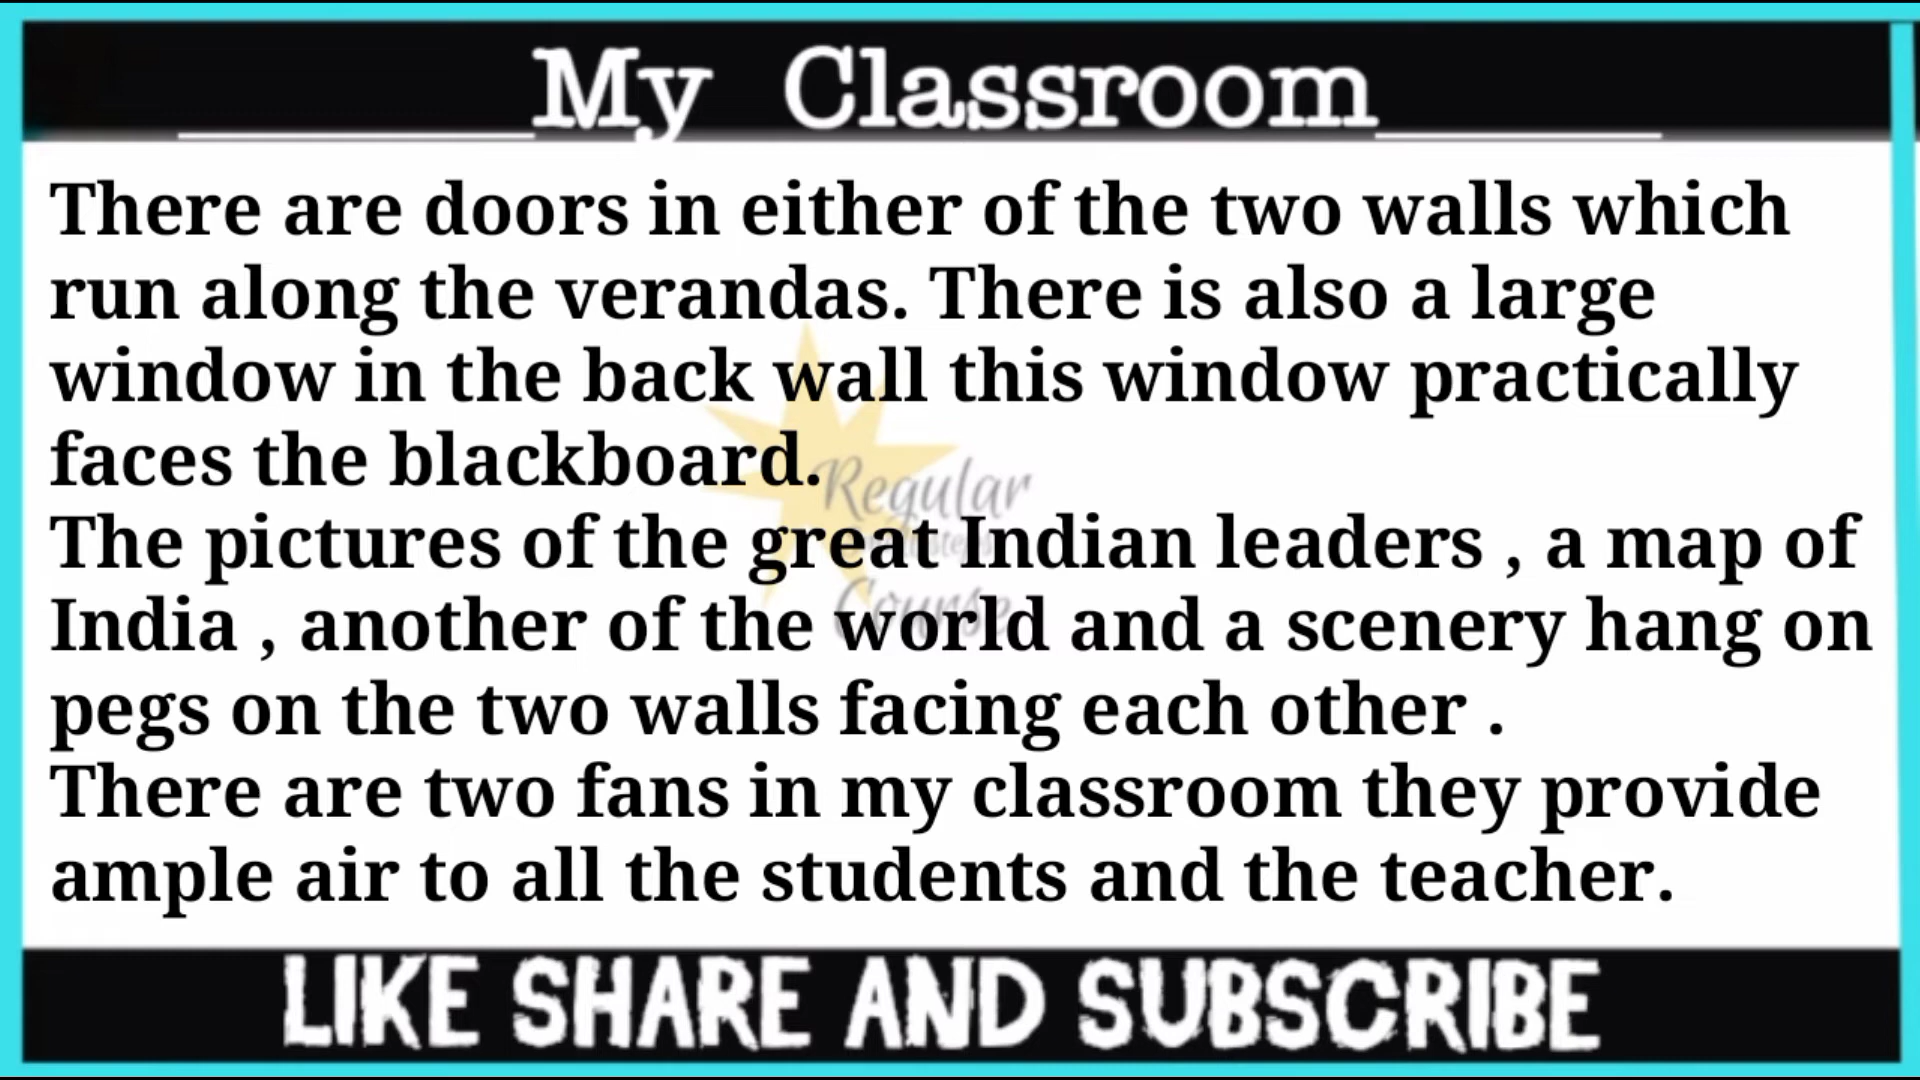 My Classroom
There are doors in either of the two walls which
run along the verandas. There is also a large
window in the back wall this window practically
faces the blackboard.
The pictures of the great Indian leaders , a map of
India , another of the world and a scenery hang on
pegs on the two walls facing each other .
There are two fans in my classroom they provide
ample air to all the students and the teacher.
Regular
Course
LIKE SHARE AND SUBSCRIBE